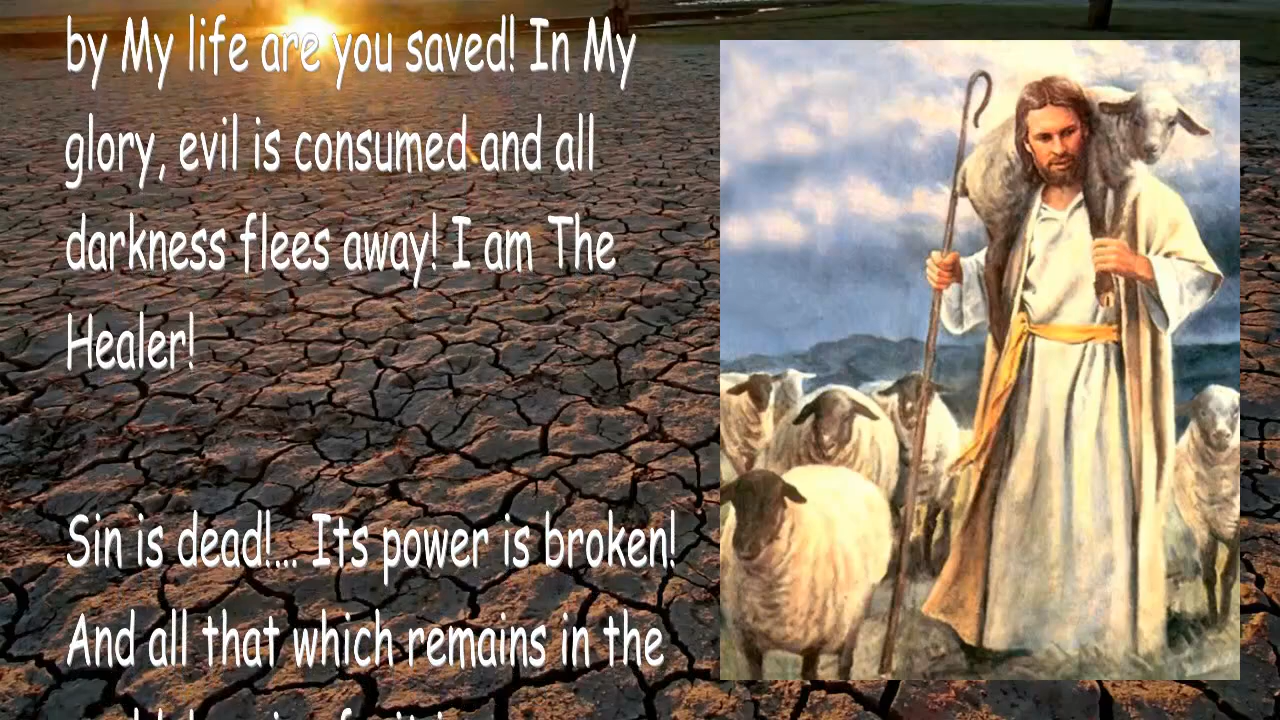 by My life are you saved! In My
glory, evil is consumed and all
darkness flees away! I am The
Healer!
Sin is dead!... Its power is broken!
And all that which remains in the